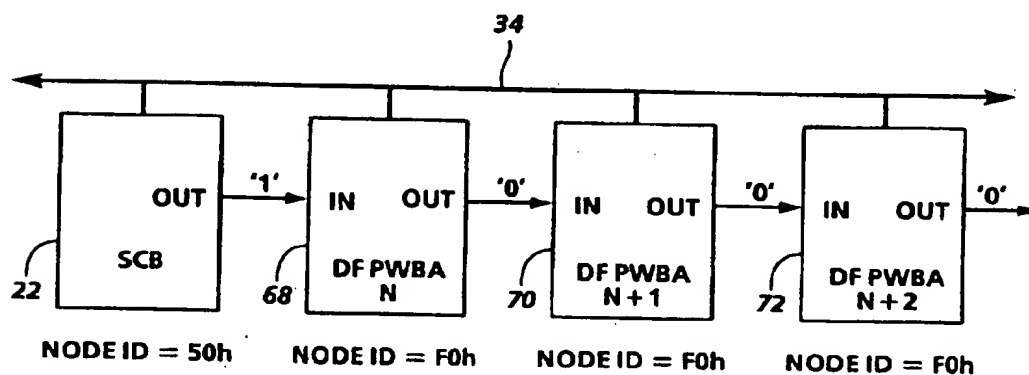 34
OUT
'1'
IN
OUT
'0'
IN
OUT
'0'
IN
OUT
'0'
SCB
DF PWBA
N
DF PWBA
N + 1
DF PWBA
N + 2
22
68
70
72
NODE ID = 50h
NODE ID = F0h
NODE ID = F0h
NODE ID = F0h